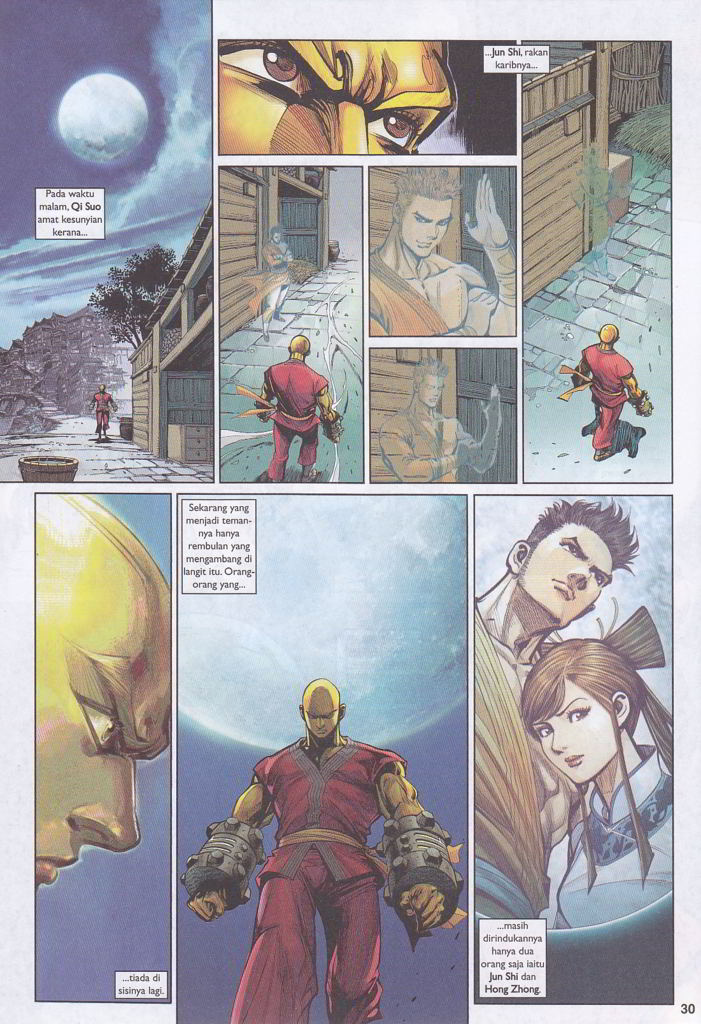 Pada waktu
malam, Qi Suo
amat kesunyian
kerana...
...Jun Shi, rakan
karibnya...
...tiada di
sisinya lagi.
Sekarang yang
menjadi teman-
nya hanya
rembulan yang
mengambang di
langit itu. Orang-
orang yang...
...masih
dirindukannya
hanya dua
orang saja iaitu
Jun Shi dan
Hong Zhong.
30